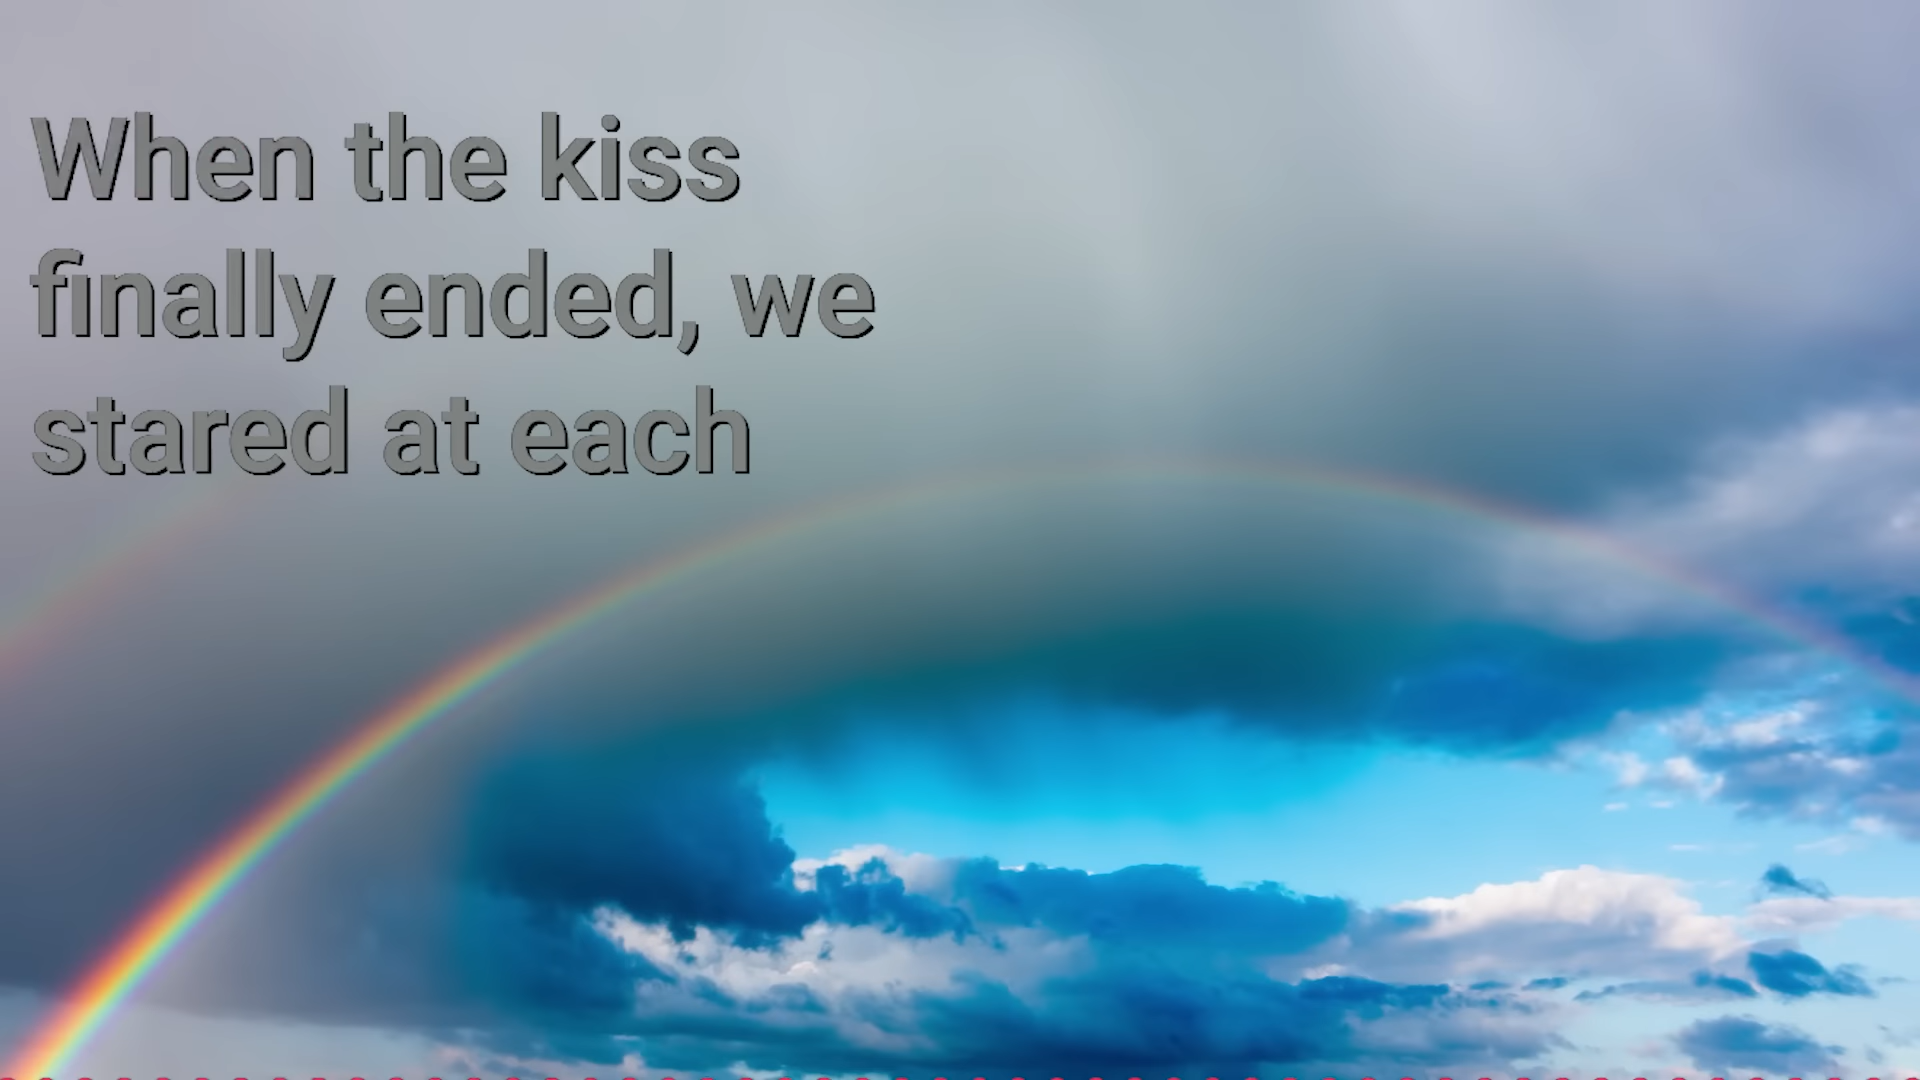 When the kiss
finally ended, we
stared at each